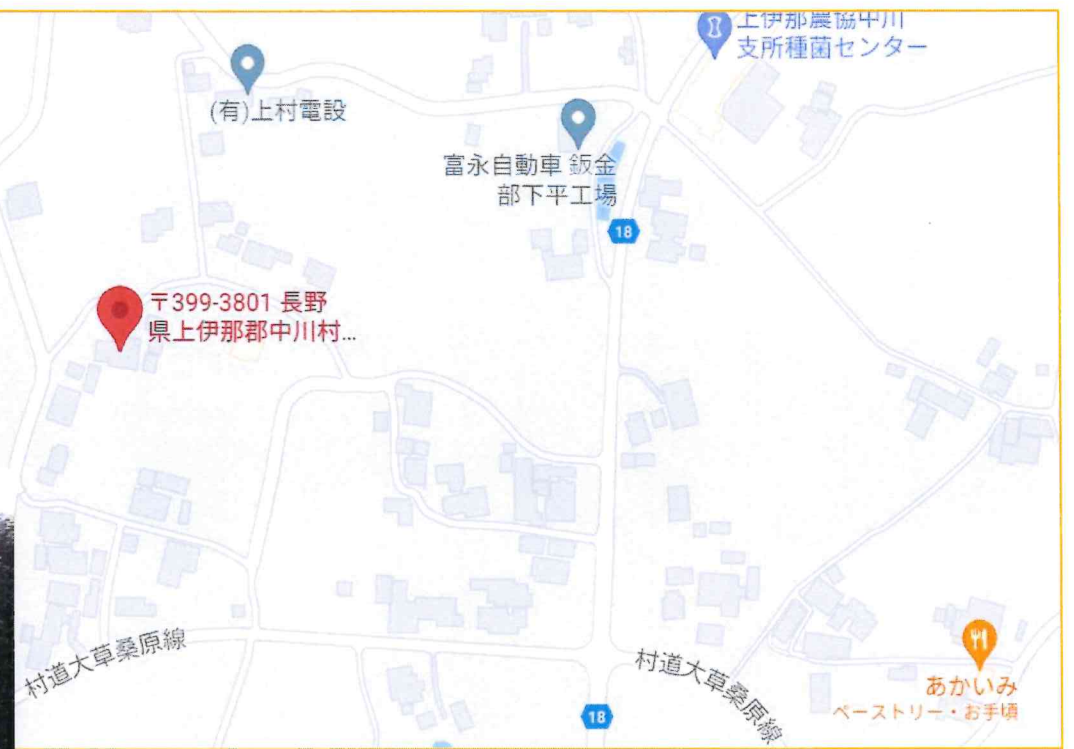 上伊那農協中川
支所種菌センター
(有)上村電設
富永自動車 鈑金
部下平工場
18
〒399-3801 長野
県上伊那郡中川村...
村道大草桑原線
村道大草桑原線
あかいみ
ペーストリー・お手頃
18